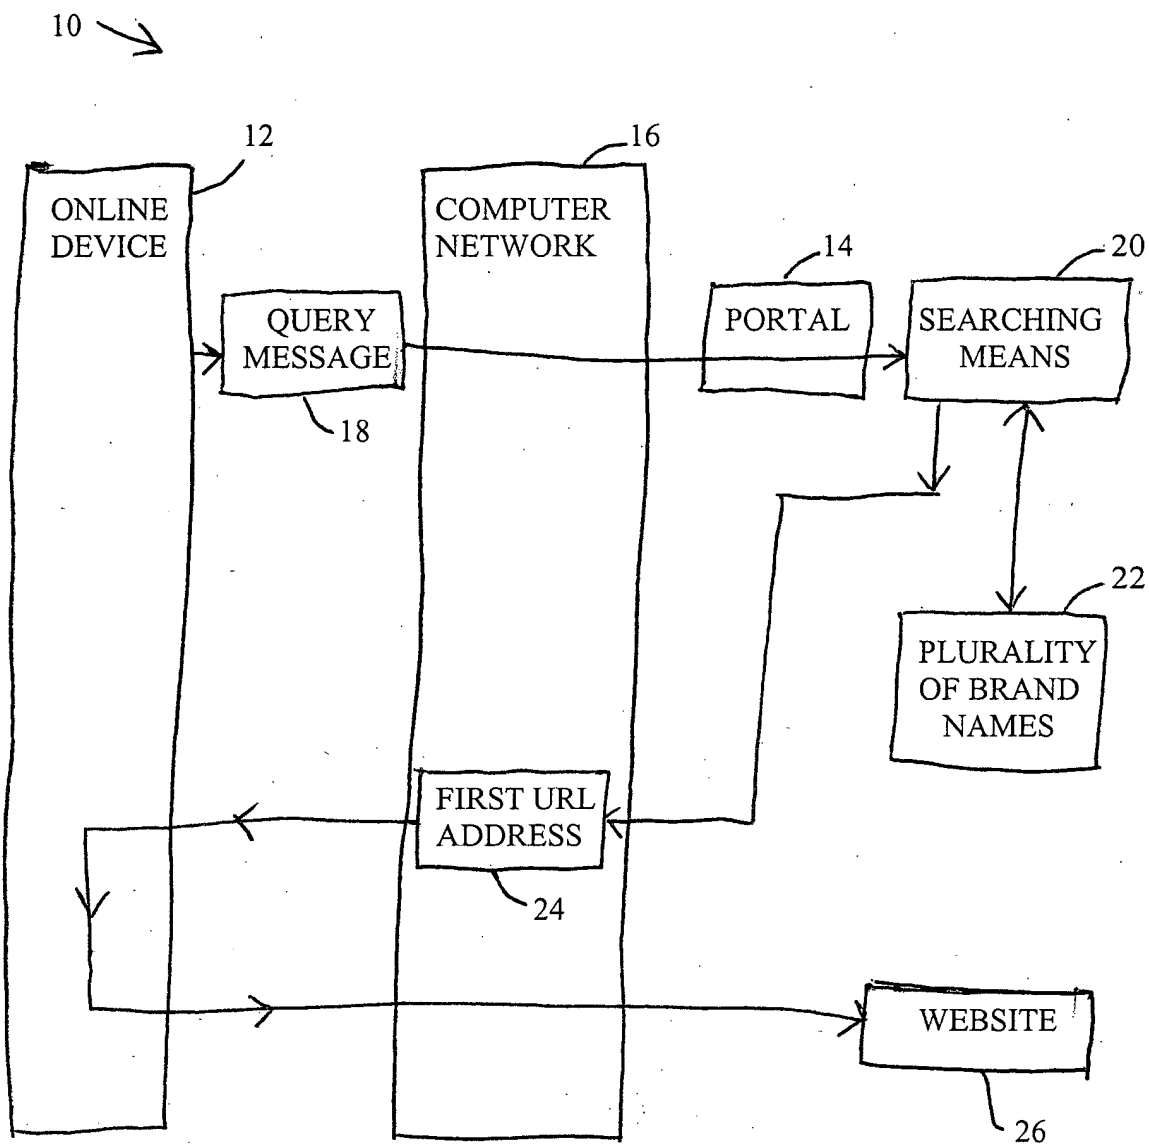 10
12
16
ONLINE
DEVICE
COMPUTER
NETWORK
14
20
QUERY
MESSAGE
PORTAL
SEARCHING
MEANS
18
22
PLURALITY
OF BRAND
NAMES
FIRST URL
ADDRESS
24
WEBSITE
26